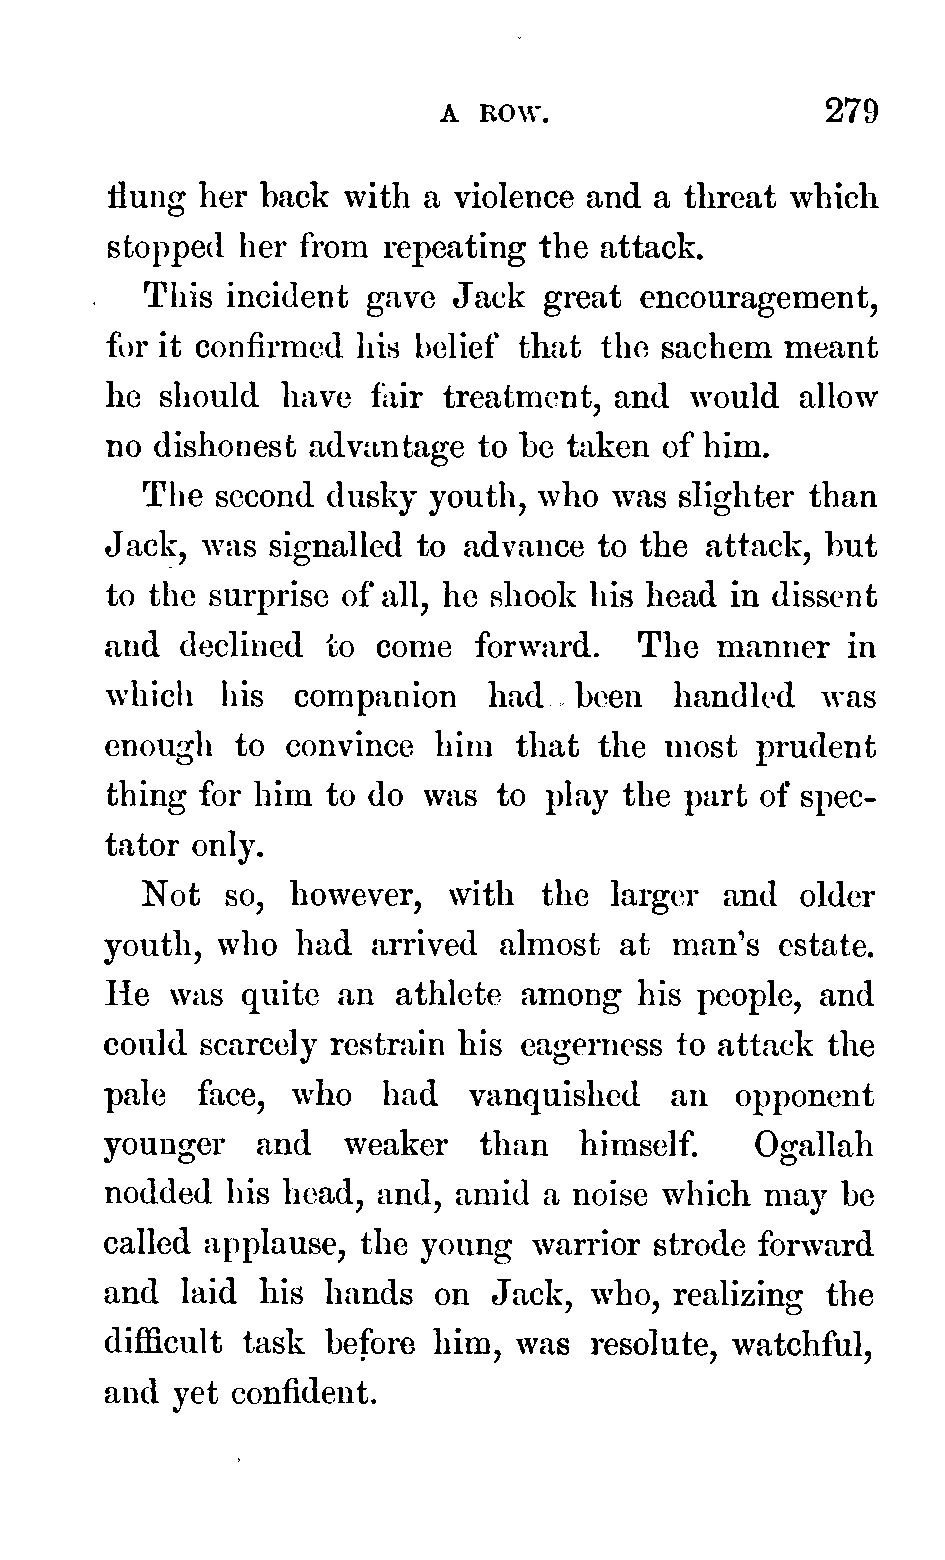 A ROW. 279
flung her back with a violence and a threat which
stopped her from repeating the attack.
This incident gave Jack great encouragement,
for it confirmed his belief that the sachem meant
he should have fair treatment, and would allow
no dishonest advantage to be taken of him.
The second dusky youth, who was slighter than
Jack, was signalled to advance to the attack, but
to the surprise of all, he shook his head in dissent
and declined to come forward. The manner in
which his companion had been handled was
enough to convince him that the most prudent
thing for him to do was to play the part of spec-
tator only.
Not so, however, with the larger and older
youth, who had arrived almost at man's estate.
He was quite an athlete among his people, and
could scarcely restrain his eagerness to attack the
pale face, who had vanquished an opponent
younger and weaker than himself. Ogallah
nodded his head, and, amid a noise which may be
called applause, the young warrior strode forward
and laid his hands on Jack, who, realizing the
difficult task before him, was resolute, watchful,
and yet confident.